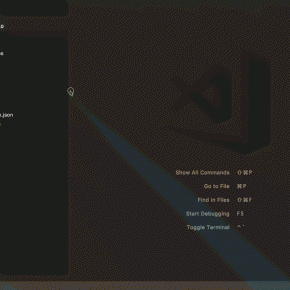 .json
Show All Commands ⇧⌘P
Go to File ⌘P
Find in Files ⇧⌘F
Start Debugging F5
Toggle Terminal ⌃`